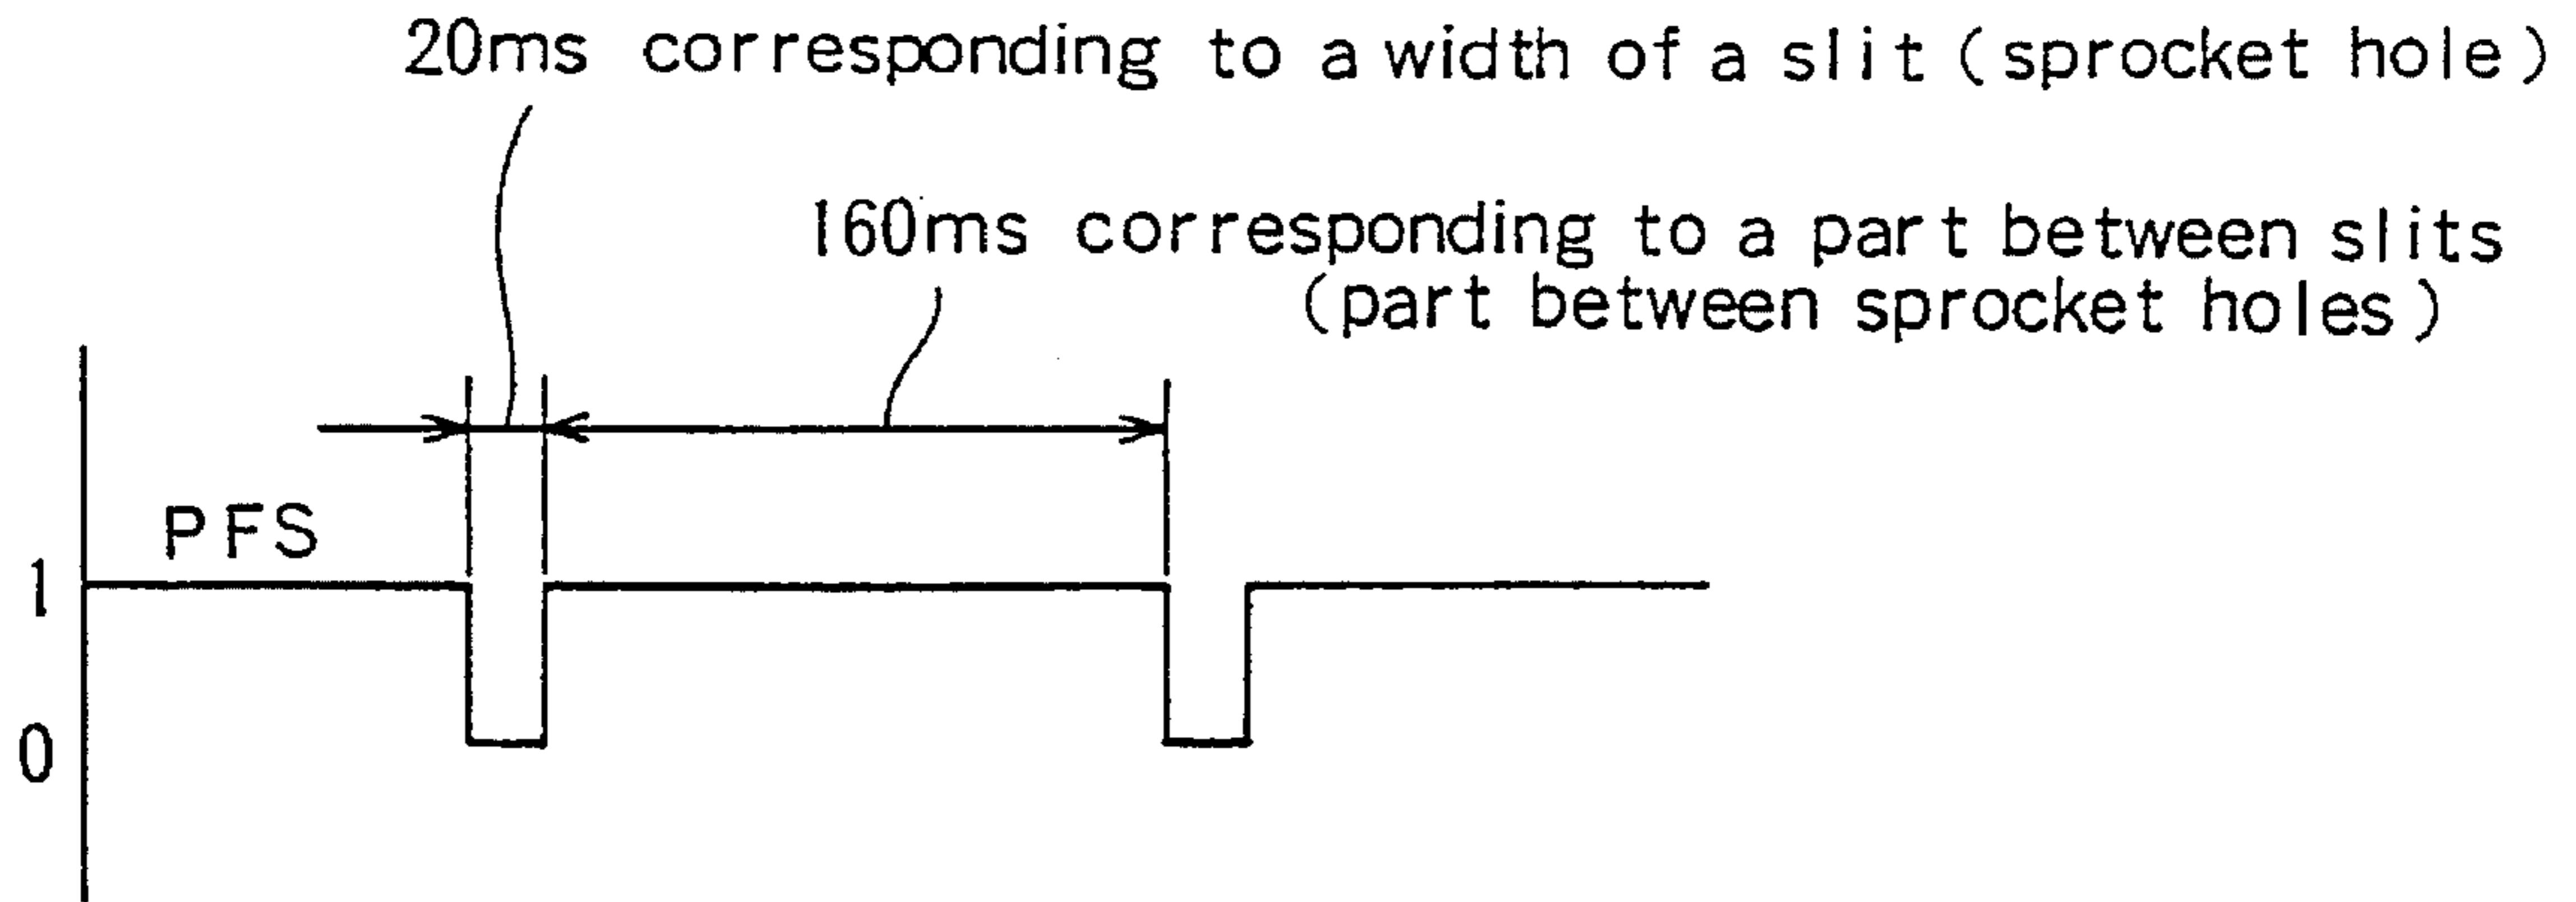 20ms corresponding to a width of a slit (sprocket hole)
160ms corresponding to a part between slits
(part between sprocket holes)
PFS
1
0